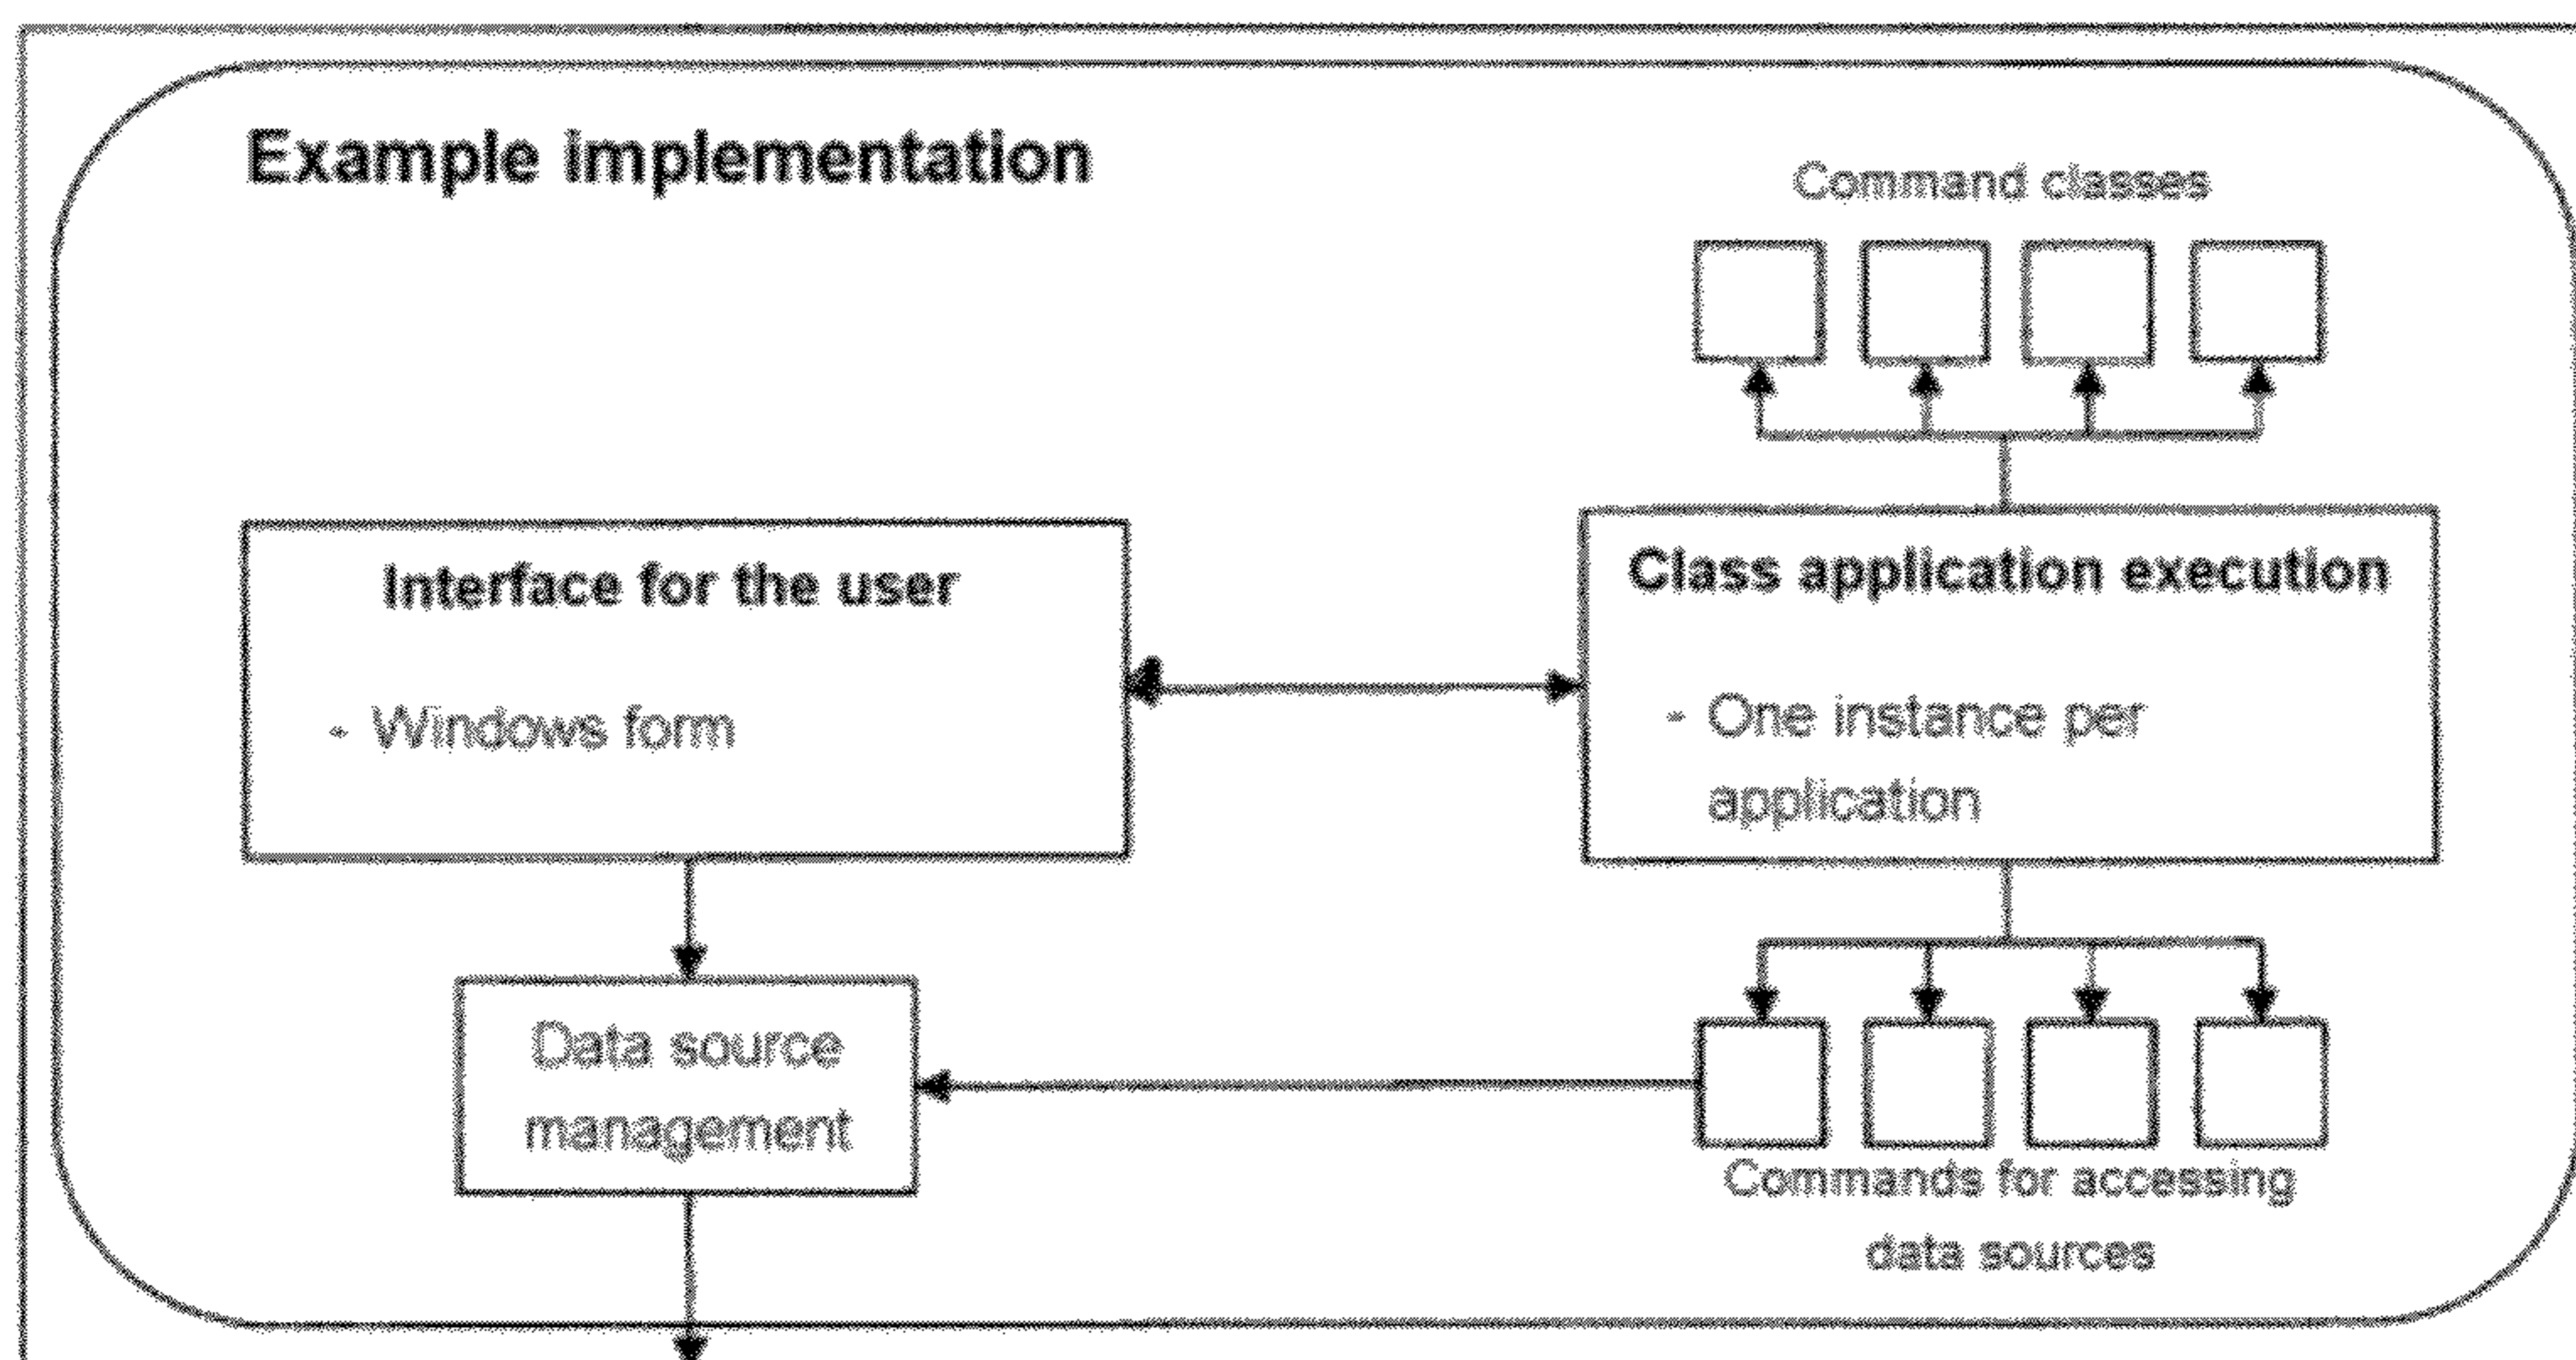 Example implementation
Command classes
Interface for the user
- Windows form
Class application execution
- One instance per
application
Data source
management
Commands for accessing
data sources